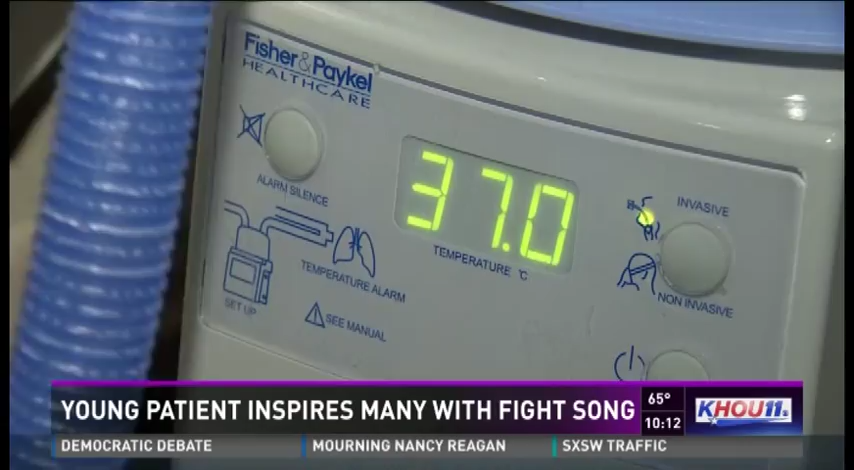 Fisher & Paykel
HEALTHCARE
ALARM SILENCE
37.0
TEMPERATURE °C
INVASIVE
NON INVASIVE
TEMPERATURE ALARM
SET UP
SEE MANUAL
YOUNG PATIENT INSPIRES MANY WITH FIGHT SONG
65°
10:12
KHOU11.
DEMOCRATIC DEBATE
MOURNING NANCY REAGAN
SXSW TRAFFIC